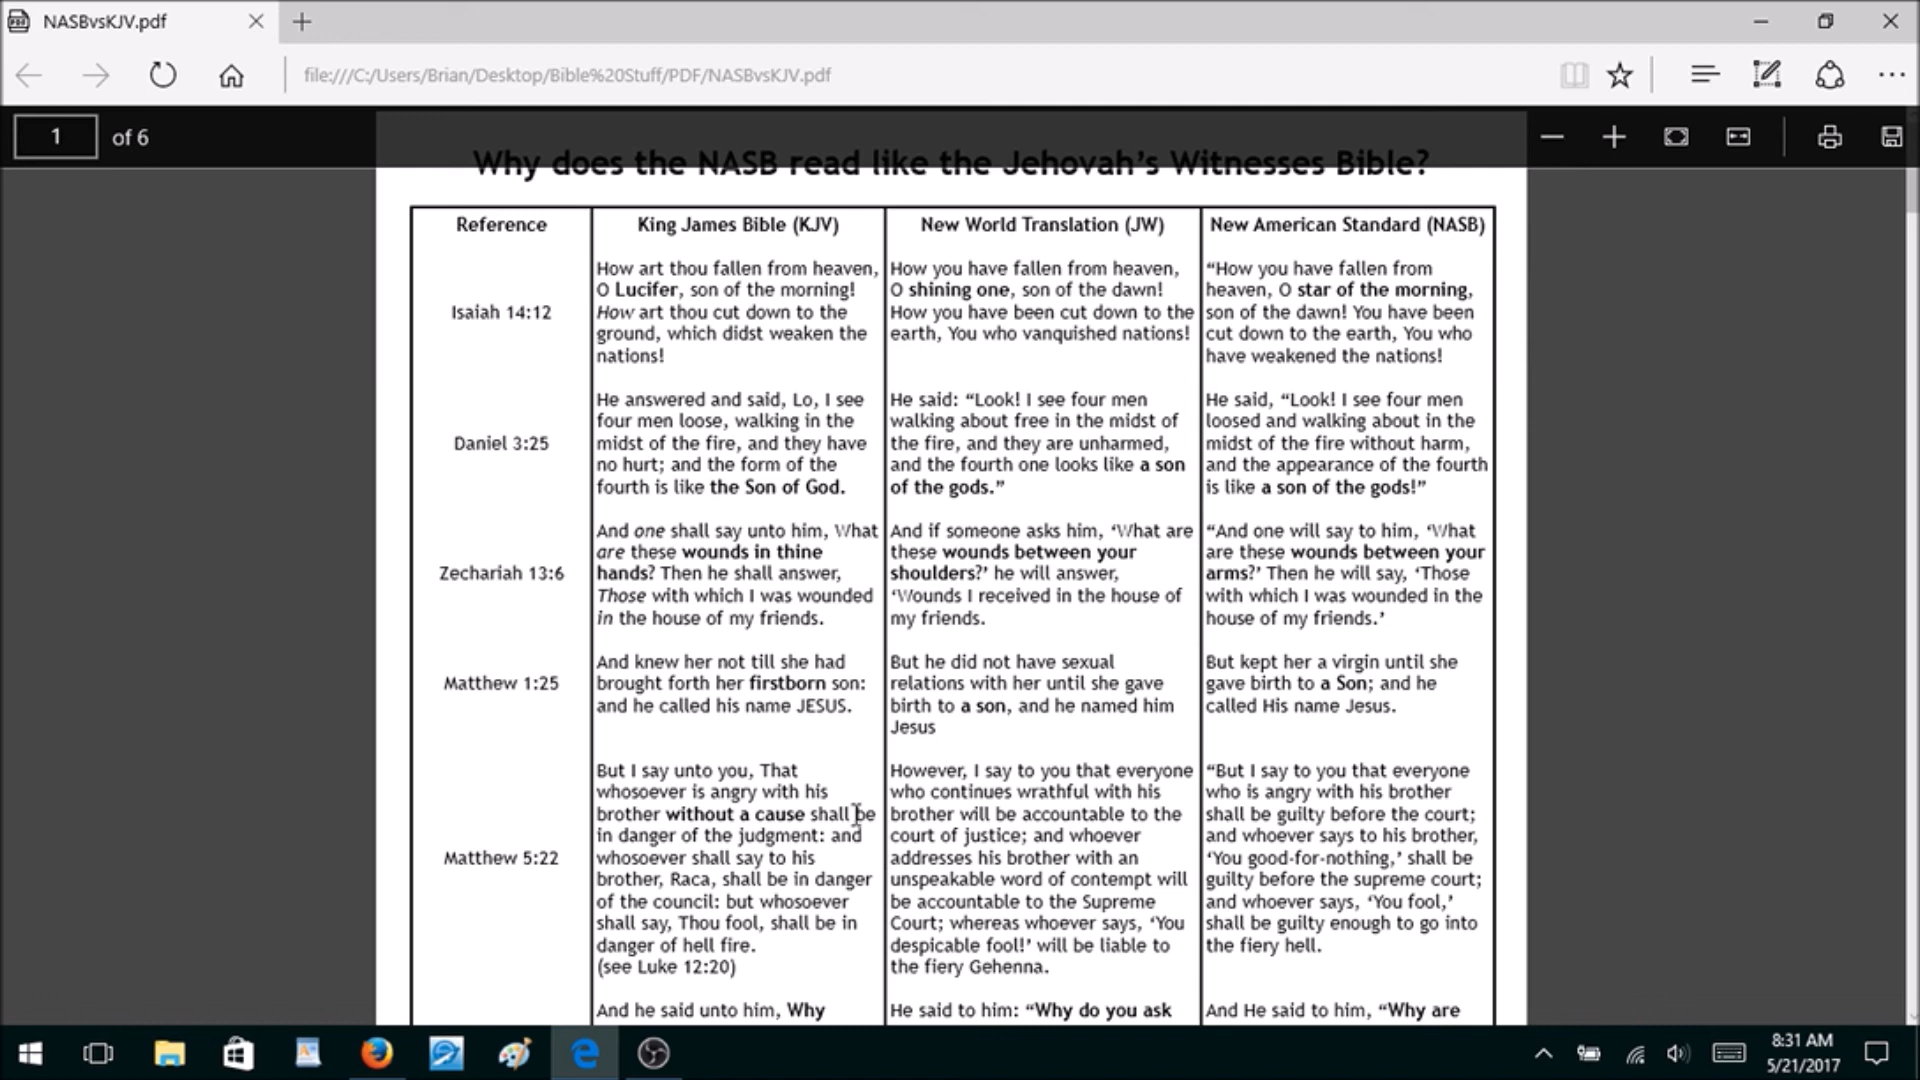 NASBvsKJV.pdf
file:///C:/Users/Brian/Desktop/Bible%20Stuff/PDF/NASBvsKJV.pdf
1 of 6
Why does the NASB read like the Jehovah’s Witnesses Bible?
Reference
King James Bible (KJV)
New World Translation (JW)
New American Standard (NASB)
Isaiah 14:12
How art thou fallen from heaven,
O Lucifer, son of the morning!
How art thou cut down to the
ground, which didst weaken the
nations!
How you have fallen from heaven,
O shining one, son of the dawn!
How you have been cut down to the
earth, You who vanquished nations!
“How you have fallen from
heaven, O star of the morning,
son of the dawn! You have been
cut down to the earth, You who
have weakened the nations!
Daniel 3:25
He answered and said, Lo, I see
four men loose, walking in the
midst of the fire, and they have
no hurt; and the form of the
fourth is like the Son of God.
He said: “Look! I see four men
walking about free in the midst of
the fire, and they are unharmed,
and the fourth one looks like a son
of the gods.”
He said, “Look! I see four men
loosed and walking about in the
midst of the fire without harm,
and the appearance of the fourth
is like a son of the gods!”
Zechariah 13:6
And one shall say unto him, What
are these wounds in thine
hands? Then he shall answer,
Those with which I was wounded
in the house of my friends.
And if someone asks him, ‘What are
these wounds between your
shoulders?’ he will answer,
‘Wounds I received in the house of
my friends.
“And one will say to him, ‘What
are these wounds between your
arms?’ Then he will say, ‘Those
with which I was wounded in the
house of my friends.’
Matthew 1:25
And knew her not till she had
brought forth her firstborn son:
and he called his name JESUS.
But he did not have sexual
relations with her until she gave
birth to a son, and he named him
Jesus
But kept her a virgin until she
gave birth to a Son; and he
called His name Jesus.
Matthew 5:22
But I say unto you, That
whosoever is angry with his
brother without a cause shall be
in danger of the judgment: and
whosoever shall say to his
brother, Raca, shall be in danger
of the council: but whosoever
shall say, Thou fool, shall be in
danger of hell fire.
(see Luke 12:20)
However, I say to you that everyone
who continues wrathful with his
brother will be accountable to the
court of justice; and whoever
addresses his brother with an
unspeakable word of contempt will
be accountable to the Supreme
Court; whereas whoever says, ‘You
despicable fool!’ will be liable to
the fiery Gehenna.
“But I say to you that everyone
who is angry with his brother
shall be guilty before the court;
and whoever says to his brother,
‘You good-for-nothing,’ shall be
guilty before the supreme court;
and whoever says, ‘You fool,’
shall be guilty enough to go into
the fiery hell.
And he said unto him, Why
He said to him: “Why do you ask
And He said to him, “Why are
8:31 AM
5/21/2017